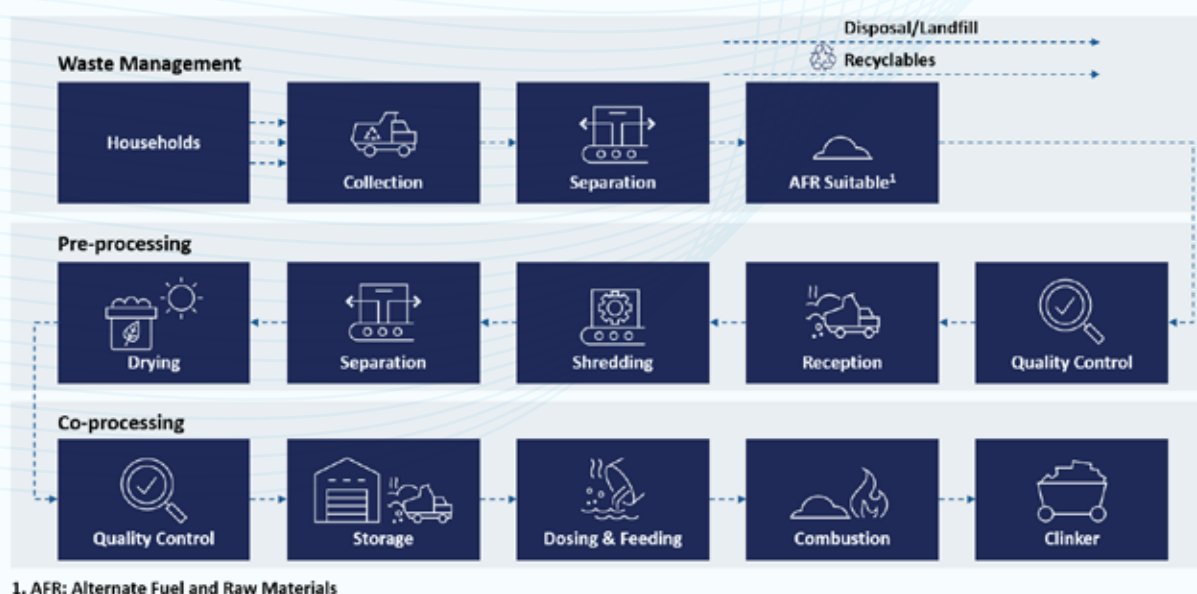 Disposal/Landfill
Recyclables
Waste Management
Households
Collection
Separation
AFR Suitable¹
Pre-processing
Drying
Separation
Shredding
Reception
Quality Control
Co-processing
Quality Control
Storage
Dosing & Feeding
Combustion
Clinker
1. AFR: Alternate Fuel and Raw Materials